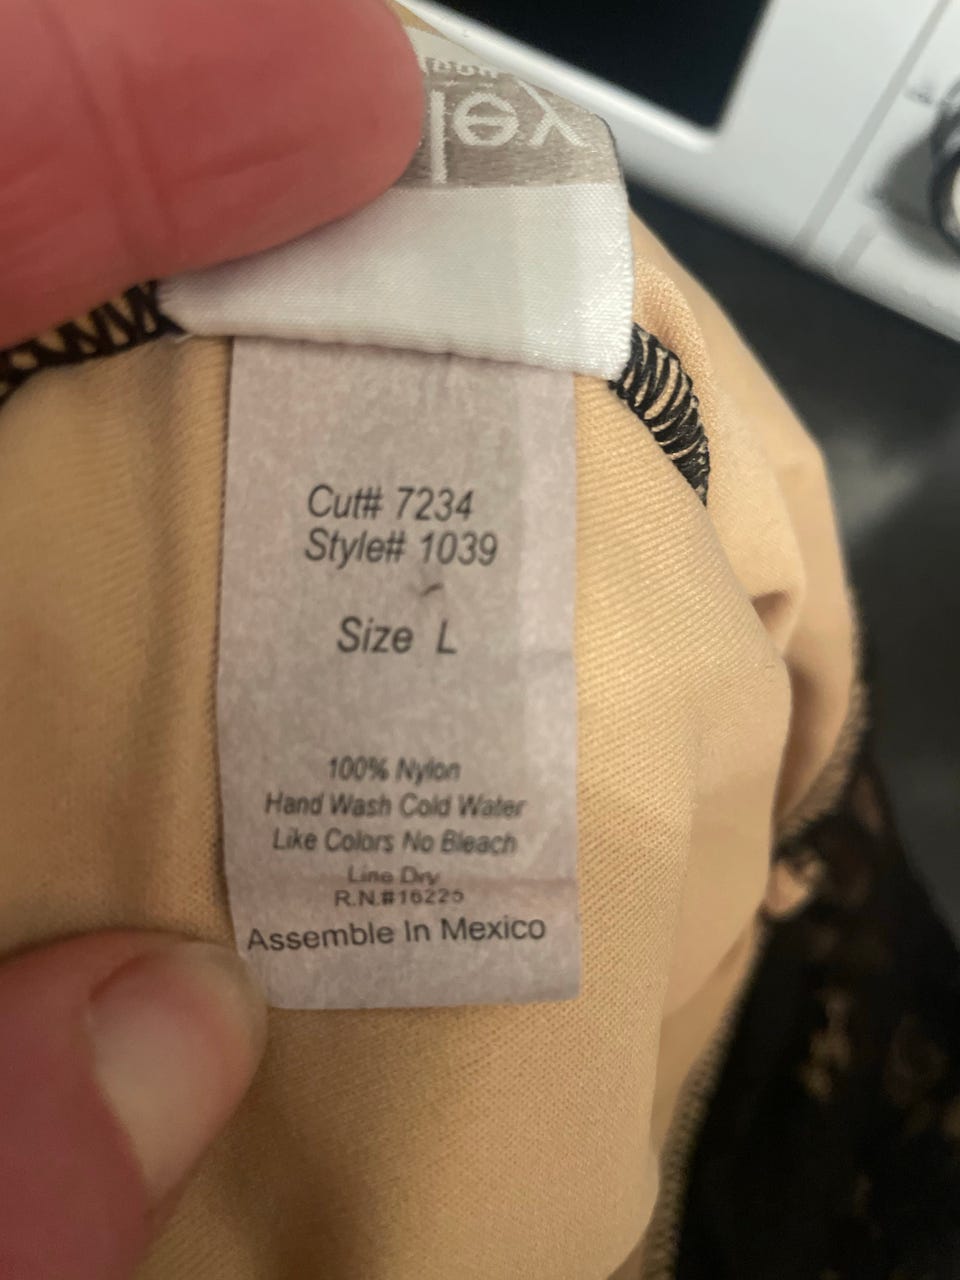 Cut# 7234
Style# 1039
Size L
100% Nylon
Hand Wash Cold Water
Like Colors No Bleach
Line Dry
R.N.#16225
Assemble In Mexico